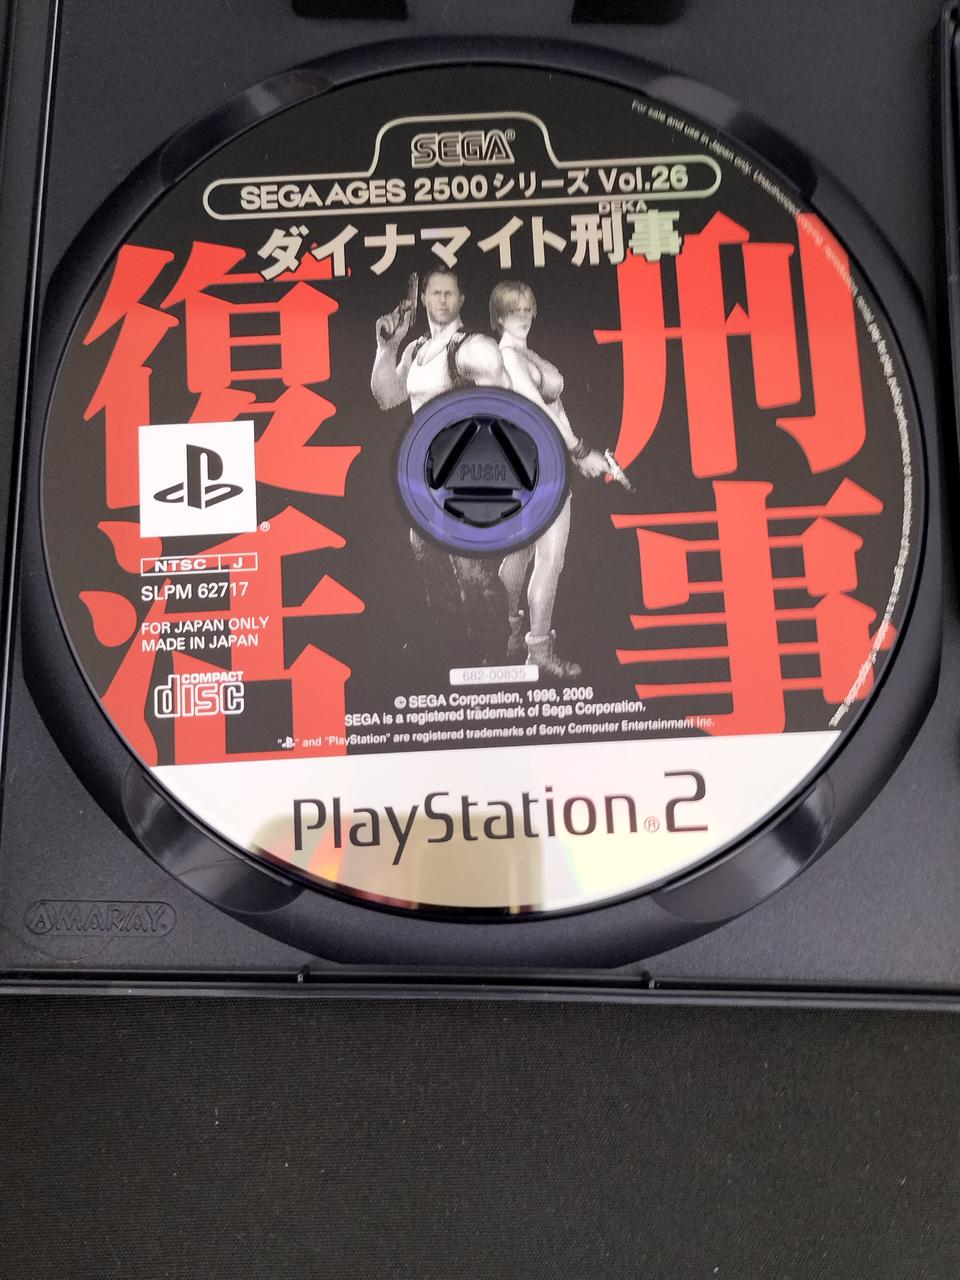 SEGA®
SEGA AGES 2500シリーズ Vol.26
DEKA
ダイナマイト刑事
刑事
復活
PUSH
®
NTSC J
SLPM 62717
FOR JAPAN ONLY
MADE IN JAPAN
COMPACT
disc
682-00835
© SEGA Corporation, 1996, 2006
SEGA is a registered trademark of Sega Corporation.
" " and "PlayStation" are registered trademarks of Sony Computer Entertainment Inc.
PlayStation®2
For sale and use in Japan only. Unauthorized
AMARAY